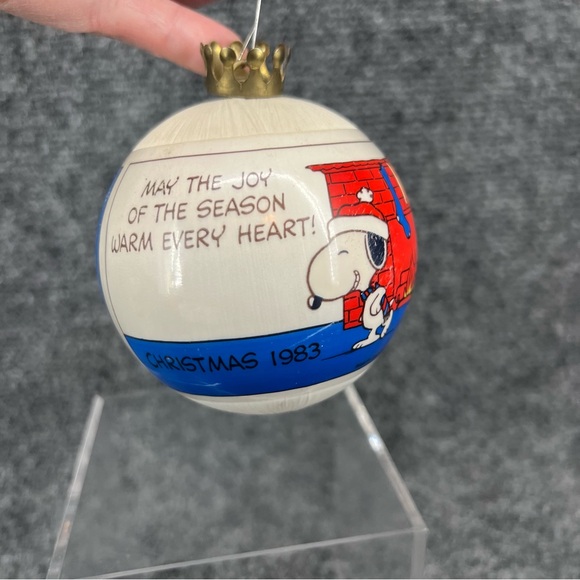 MAY THE JOY
OF THE SEASON
WARM EVERY HEART!
CHRISTMAS 1983